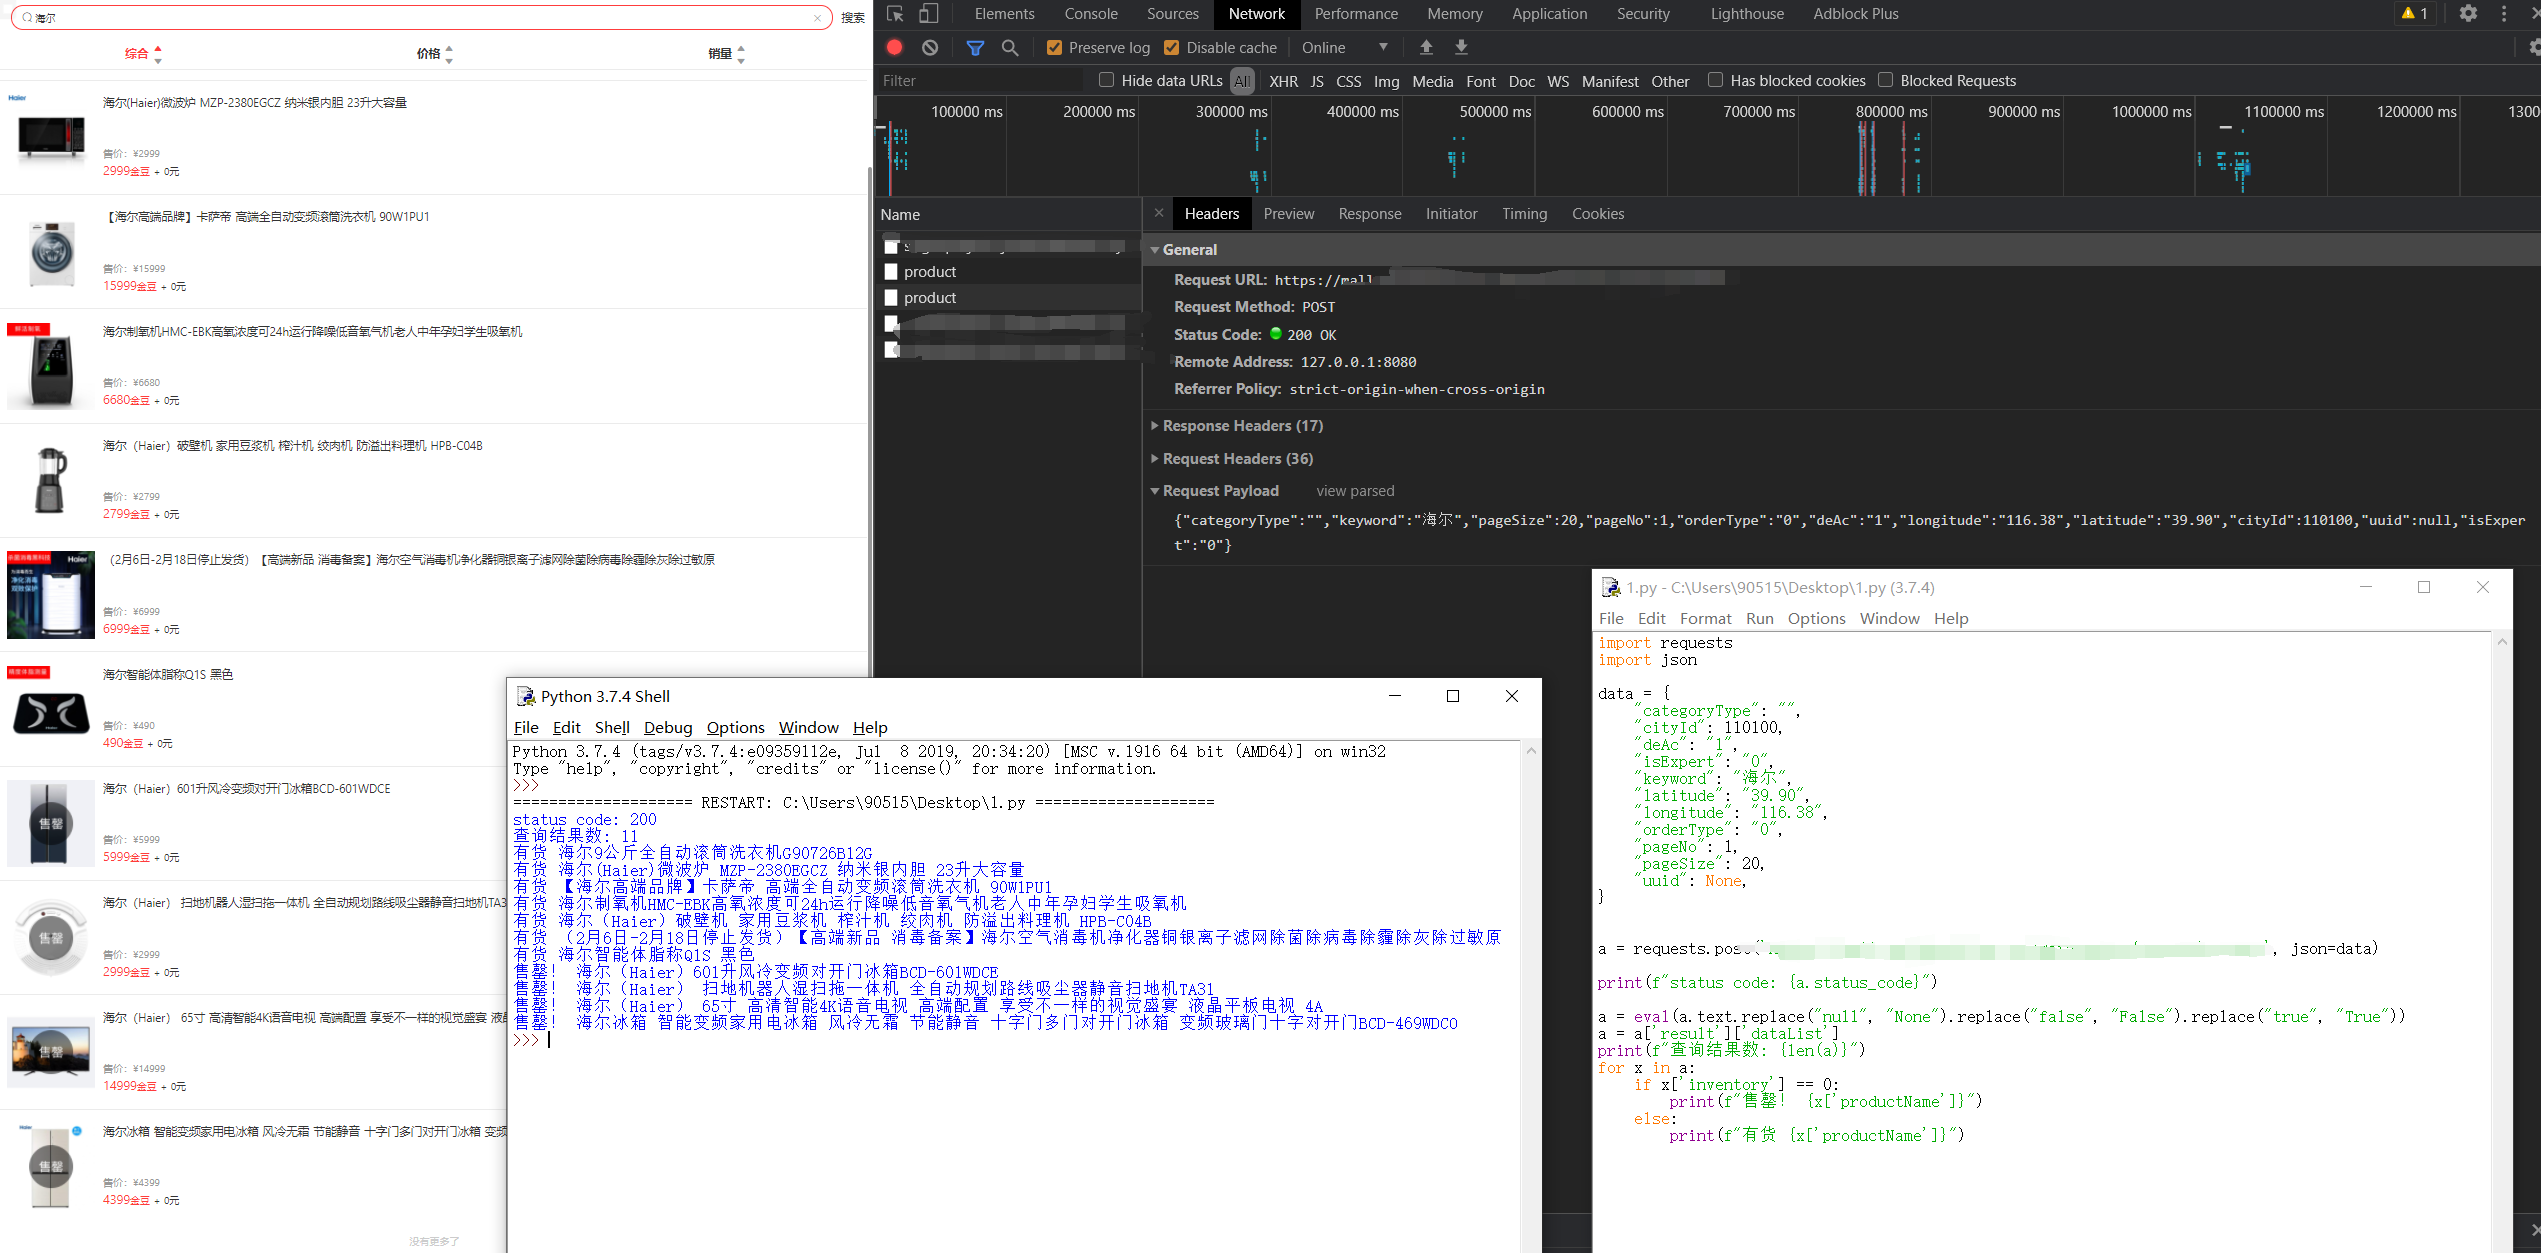 海尔
搜索
综合
价格
销量
Haier
海尔(Haier)微波炉 MZP-2380EGCZ 纳米银内胆 23升大容量
售价：¥2999
2999金豆 + 0元
【海尔高端品牌】卡萨帝 高端全自动变频滚筒洗衣机 90W1PU1
售价：¥15999
15999金豆 + 0元
海尔制氧机HMC-EBK高氧浓度可24h运行降噪低音氧气机老人中年孕妇学生吸氧机
售价：¥6680
6680金豆 + 0元
海尔（Haier）破壁机 家用豆浆机 榨汁机 绞肉机 防溢出料理机 HPB-C04B
售价：¥2799
2799金豆 + 0元
Haier
（2月6日-2月18日停止发货）【高端新品 消毒备案】海尔空气消毒机净化器铜银离子滤网除菌除病毒除霾除灰除过敏原
售价：¥6999
6999金豆 + 0元
海尔智能体脂称Q1S 黑色
售价：¥490
490金豆 + 0元
海尔（Haier）601升风冷变频对开门冰箱BCD-601WDCE
售罄
售价：¥5999
5999金豆 + 0元
海尔（Haier） 扫地机器人湿扫拖一体机 全自动规划路线吸尘器静音扫地机TA3
售罄
售价：¥2999
2999金豆 + 0元
海尔（Haier） 65寸 高清智能4K语音电视 高端配置 享受不一样的视觉盛宴 液晶
售罄
售价：¥14999
14999金豆 + 0元
海尔冰箱 智能变频家用电冰箱 风冷无霜 节能静音 十字门多门对开门冰箱 变频
售罄
售价：¥4399
4399金豆 + 0元
没有更多了
Elements Console Sources Network Performance Memory Application Security Lighthouse Adblock Plus 1
Preserve log Disable cache Online
Filter Hide data URLs All XHR JS CSS Img Media Font Doc WS Manifest Other Has blocked cookies Blocked Requests
100000 ms 200000 ms 300000 ms 400000 ms 500000 ms 600000 ms 700000 ms 800000 ms 900000 ms 1000000 ms 1100000 ms 1200000 ms 1300
Name
product
product
Headers Preview Response Initiator Timing Cookies
General
Request URL: https://mall
Request Method: POST
Status Code: 200 OK
Remote Address: 127.0.0.1:8080
Referrer Policy: strict-origin-when-cross-origin
Response Headers (17)
Request Headers (36)
Request Payload view parsed
{"categoryType":"","keyword":"海尔","pageSize":20,"pageNo":1,"orderType":"0","deAc":"1","longitude":"116.38","latitude":"39.90","cityId":110100,"uuid":null,"isExper
t":"0"}
Python 3.7.4 Shell
File Edit Shell Debug Options Window Help
Python 3.7.4 (tags/v3.7.4:e09359112e, Jul  8 2019, 20:34:20) [MSC v.1916 64 bit (AMD64)] on win32
Type "help", "copyright", "credits" or "license()" for more information.
>>>
==================== RESTART: C:\Users\90515\Desktop\1.py ====================
status code: 200
查询结果数: 11
有货 海尔9公斤全自动滚筒洗衣机G90726B12G
有货 海尔(Haier)微波炉 MZP-2380EGCZ 纳米银内胆 23升大容量
有货 【海尔高端品牌】卡萨帝 高端全自动变频滚筒洗衣机 90W1PU1
有货 海尔制氧机HMC-EBK高氧浓度可24h运行降噪低音氧气机老人中年孕妇学生吸氧机
有货 海尔（Haier）破壁机 家用豆浆机 榨汁机 绞肉机 防溢出料理机 HPB-C04B
有货 （2月6日-2月18日停止发货）【高端新品 消毒备案】海尔空气消毒机净化器铜银离子滤网除菌除病毒除霾除灰除过敏原
有货 海尔智能体脂称Q1S 黑色
售罄！ 海尔（Haier）601升风冷变频对开门冰箱BCD-601WDCE
售罄！ 海尔（Haier） 扫地机器人湿扫拖一体机 全自动规划路线吸尘器静音扫地机TA31
售罄！ 海尔（Haier） 65寸 高清智能4K语音电视 高端配置 享受不一样的视觉盛宴 液晶平板电视 4A
售罄！ 海尔冰箱 智能变频家用电冰箱 风冷无霜 节能静音 十字门多门对开门冰箱 变频玻璃门十字对开门BCD-469WDCO
>>>
1.py - C:\Users\90515\Desktop\1.py (3.7.4)
File Edit Format Run Options Window Help
import requests
import json
data = {
"categoryType": "",
"cityId": 110100,
"deAc": "1",
"isExpert": "0",
"keyword": "海尔",
"latitude": "39.90",
"longitude": "116.38",
"orderType": "0",
"pageNo": 1,
"pageSize": 20,
"uuid": None,
}
a = requests.post( , json=data)
print(f"status code: {a.status_code}")
a = eval(a.text.replace("null", "None").replace("false", "False").replace("true", "True"))
a = a['result']['dataList']
print(f"查询结果数: {len(a)}")
for x in a:
if x['inventory'] == 0:
print(f"售罄！ {x['productName']}")
else:
print(f"有货 {x['productName']}")